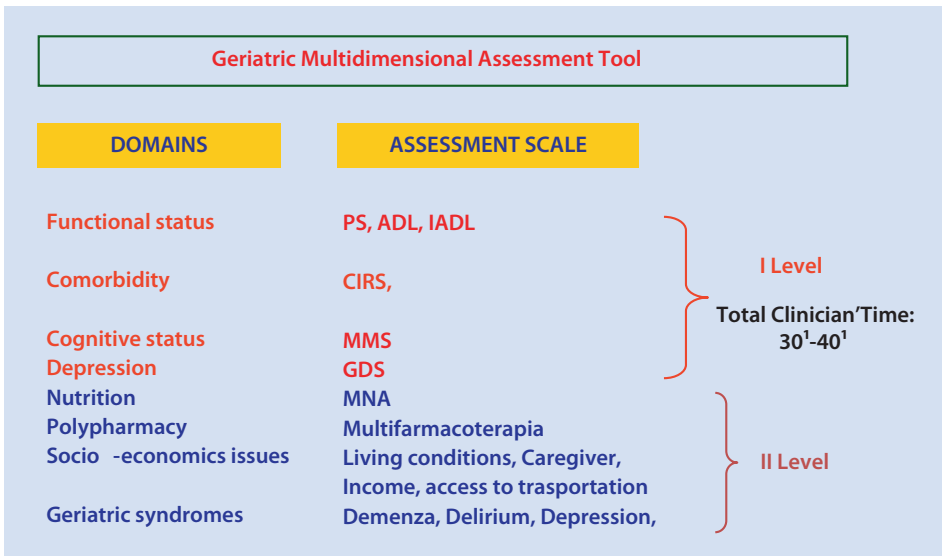 Geriatric Multidimensional Assessment Tool
DOMAINS
ASSESSMENT SCALE
Functional status
PS, ADL, IADL
Comorbidity
CIRS,
Cognitive status
MMS
Depression
GDS
I Level
Total Clinician'Time:
30¹-40¹
Nutrition
MNA
Polypharmacy
Multifarmacoterapia
Socio -economics issues
Living conditions, Caregiver,
Income, access to trasportation
Geriatric syndromes
Demenza, Delirium, Depression,
II Level